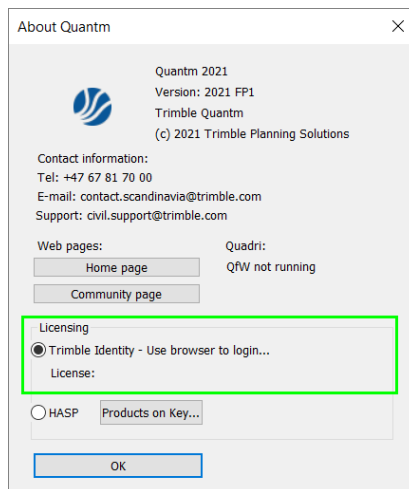 About Quantm
Quantm 2021
Version: 2021 FP1
Trimble Quantm
(c) 2021 Trimble Planning Solutions
Contact information:
Tel: +47 67 81 70 00
E-mail: contact.scandinavia@trimble.com
Support: civil.support@trimble.com
Web pages:
Quadri:
Home page
QfW not running
Community page
Licensing
Trimble Identity - Use browser to login...
License:
HASP
Products on Key...
OK